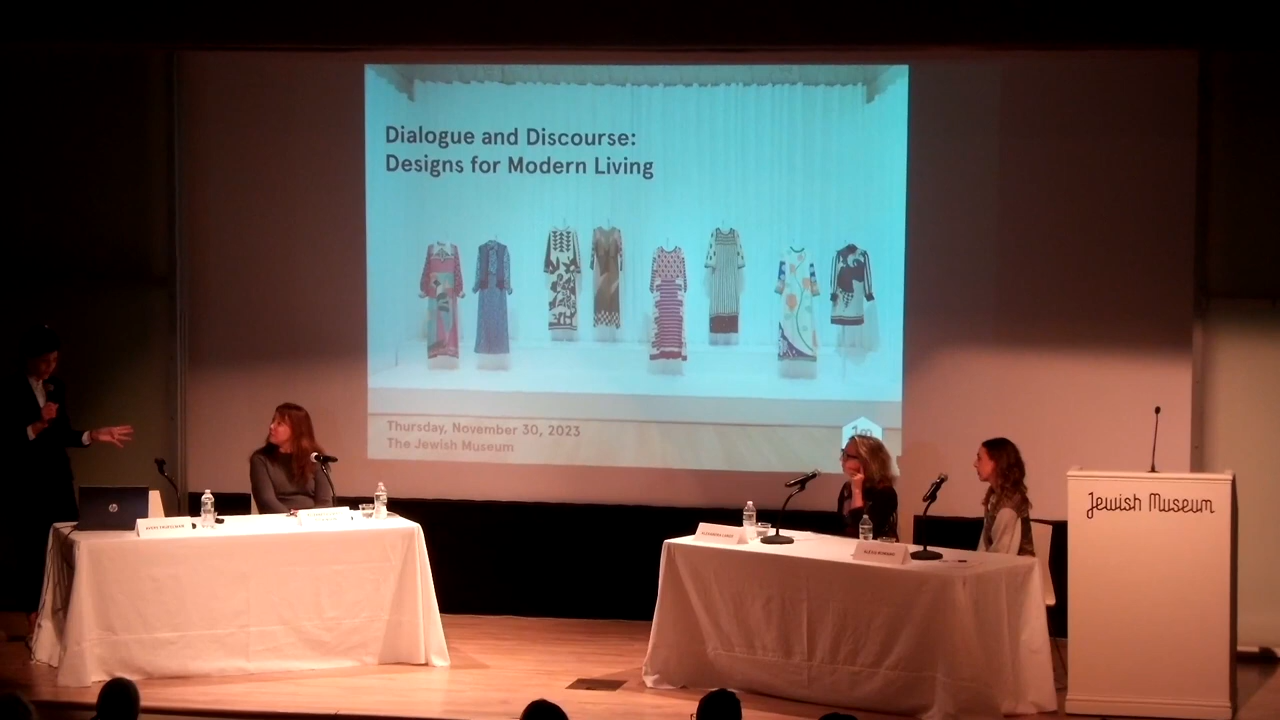 Dialogue and Discourse:
Designs for Modern Living
Thursday, November 30, 2023
The Jewish Museum
Jewish Museum